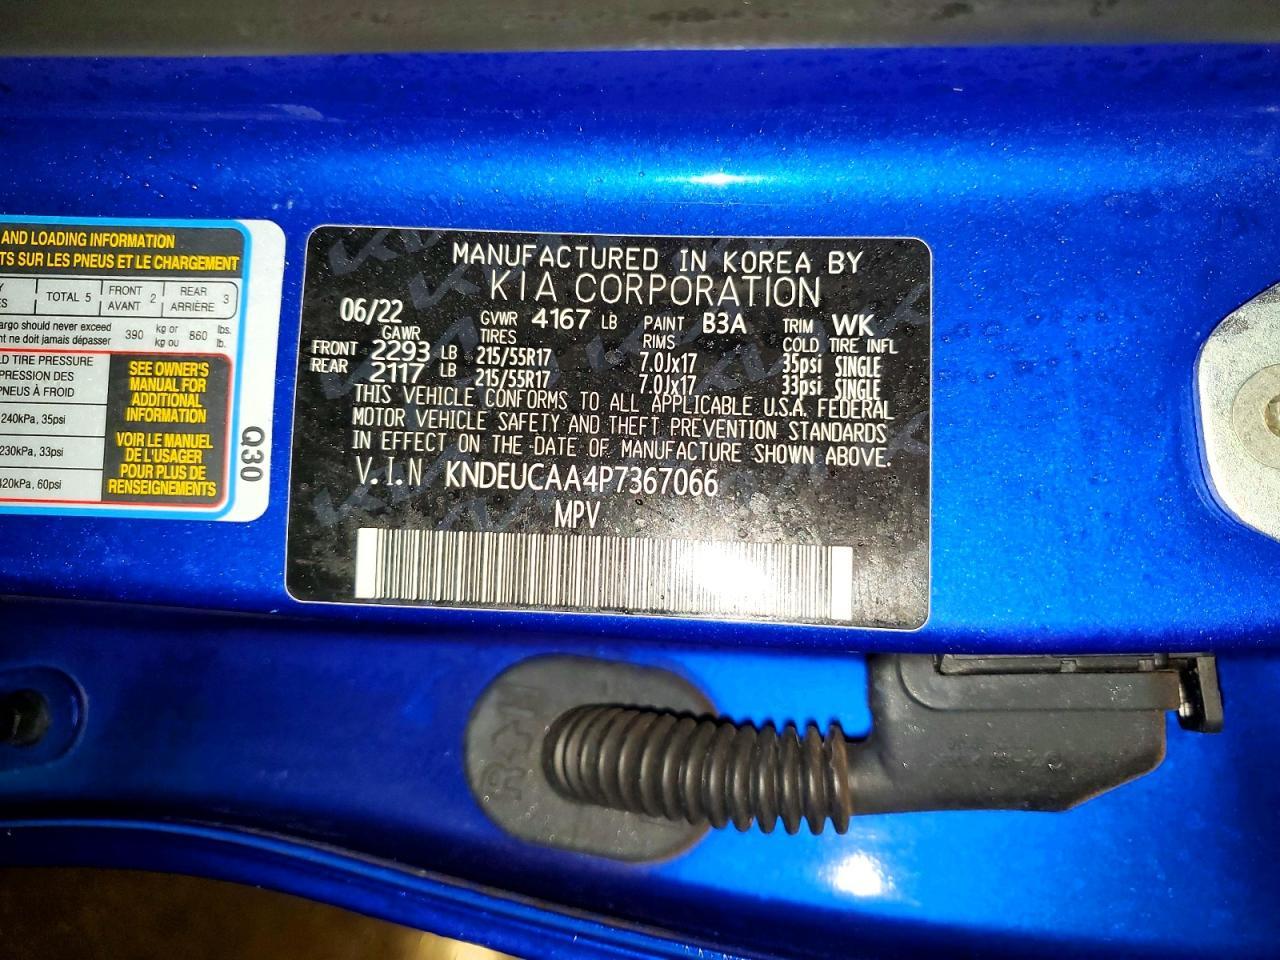 AND LOADING INFORMATION
TS SUR LES PNEUS ET LE CHARGEMENT
TOTAL 5 FRONT AVANT 2 REAR ARRIÈRE 3
should never exceed 390 kg or 860 lbs.
nt ne doit jamais dépasser kg ou lb.
TIRE PRESSURE
PRESSION DES
PNEUS À FROID
240kPa, 35psi
230kPa, 33psi
420kPa, 60psi
SEE OWNER'S
MANUAL FOR
ADDITIONAL
INFORMATION
VOIR LE MANUEL
DE L'USAGER
POUR PLUS DE
RENSEIGNEMENTS
Q30
MANUFACTURED IN KOREA BY
KIA CORPORATION
06/22 GVWR 4167 LB PAINT B3A TRIM WK
GAWR TIRES RIMS COLD TIRE INFL
FRONT 2293 LB 215/55R17 7.0Jx17 35psi SINGLE
REAR 2117 LB 215/55R17 7.0Jx17 33psi SINGLE
THIS VEHICLE CONFORMS TO ALL APPLICABLE U.S.A. FEDERAL
MOTOR VEHICLE SAFETY AND THEFT PREVENTION STANDARDS
IN EFFECT ON THE DATE OF MANUFACTURE SHOWN ABOVE.
V.I.N KNDEUCAA4P7367066
MPV